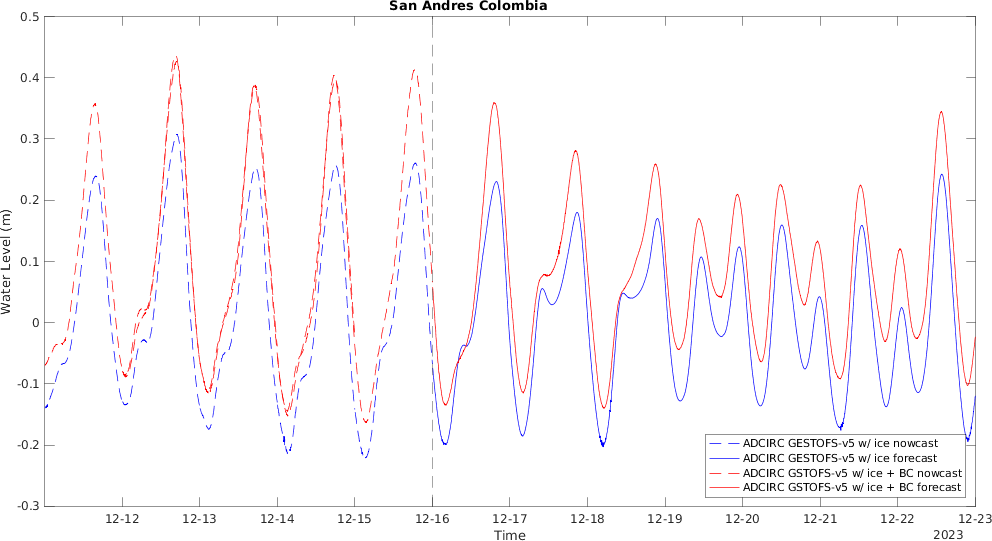 San Andres Colombia
0.5
0.4
0.3
0.2
0.1
0
-0.1
-0.2
-0.3
Water Level (m)
ADCIRC GESTOFS-v5 w/ ice nowcast
ADCIRC GESTOFS-v5 w/ ice forecast
ADCIRC GSTOFS-v5 w/ ice + BC nowcast
ADCIRC GSTOFS-v5 w/ ice + BC forecast
12-12 12-13 12-14 12-15 12-16 12-17 12-18 12-19 12-20 12-21 12-22 12-23
Time
2023